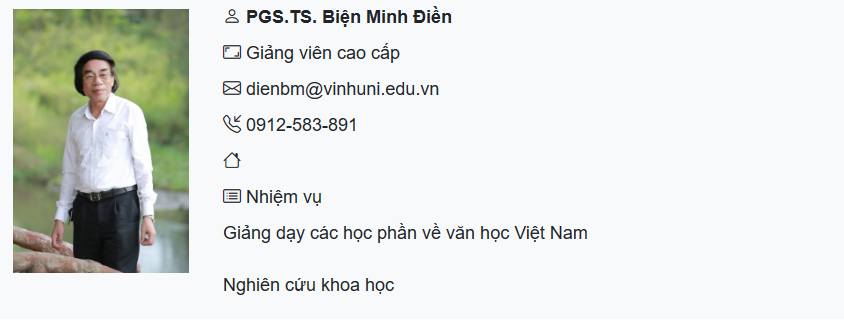 PGS.TS. Biện Minh Điền
Giảng viên cao cấp
dienbm@vinhuni.edu.vn
0912-583-891
Nhiệm vụ
Giảng dạy các học phần về văn học Việt Nam
Nghiên cứu khoa học